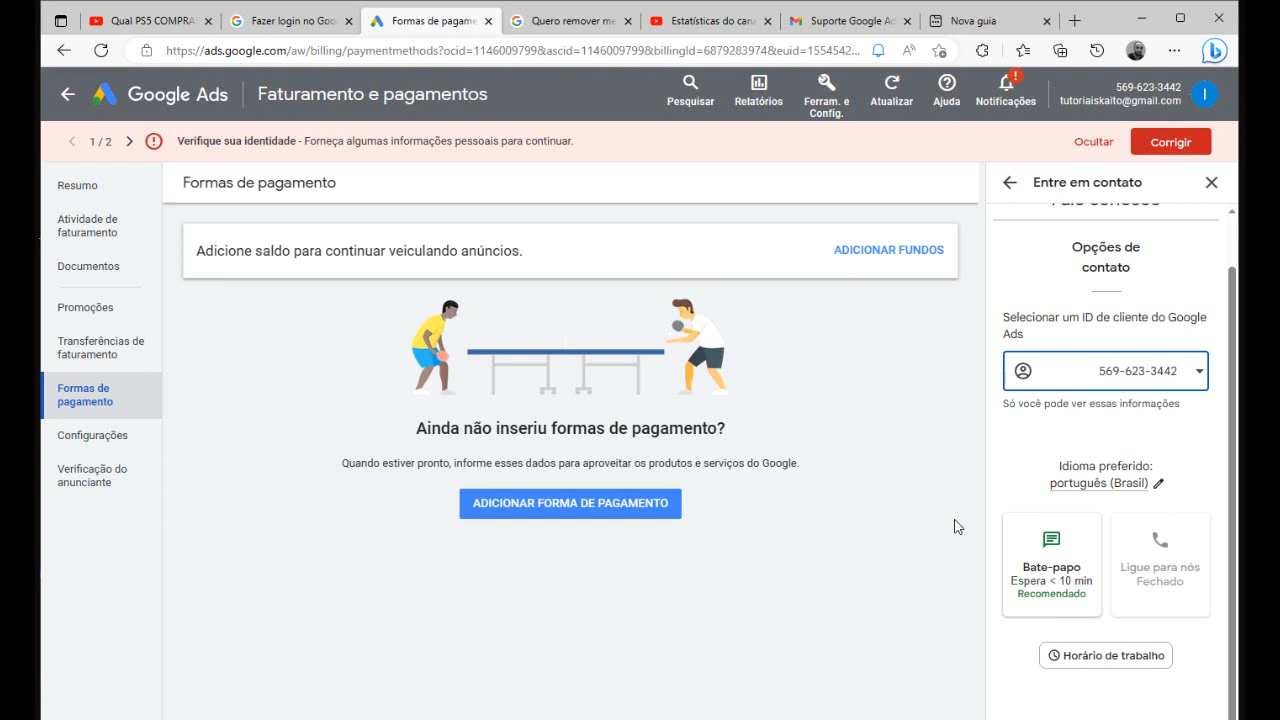 Qual PS5 COMPRA
Fazer login no Goo
Formas de pagame
Quero remover me
Estatísticas do cana
Suporte Google Ad
Nova guia
https://ads.google.com/aw/billing/paymentmethods?ocid=1146009799&ascid=1146009799&billingId=6879283974&euid=1554542...
Google Ads
Faturamento e pagamentos
Pesquisar
Relatórios
Ferram. e
Config.
Atualizar
Ajuda
Notificações
569-623-3442
tutoriaiskaito@gmail.com
I
1 / 2
Verifique sua identidade - Forneça algumas informações pessoais para continuar.
Ocultar
Corrigir
Resumo
Atividade de
faturamento
Documentos
Promoções
Transferências de
faturamento
Formas de
pagamento
Configurações
Verificação do
anunciante
Formas de pagamento
Adicione saldo para continuar veiculando anúncios.
ADICIONAR FUNDOS
Ainda não inseriu formas de pagamento?
Quando estiver pronto, informe esses dados para aproveitar os produtos e serviços do Google.
ADICIONAR FORMA DE PAGAMENTO
Entre em contato
Fale conosco
Opções de
contato
Selecionar um ID de cliente do Google
Ads
569-623-3442
Só você pode ver essas informações
Idioma preferido:
português (Brasil)
Bate-papo
Espera < 10 min
Recomendado
Ligue para nós
Fechado
Horário de trabalho